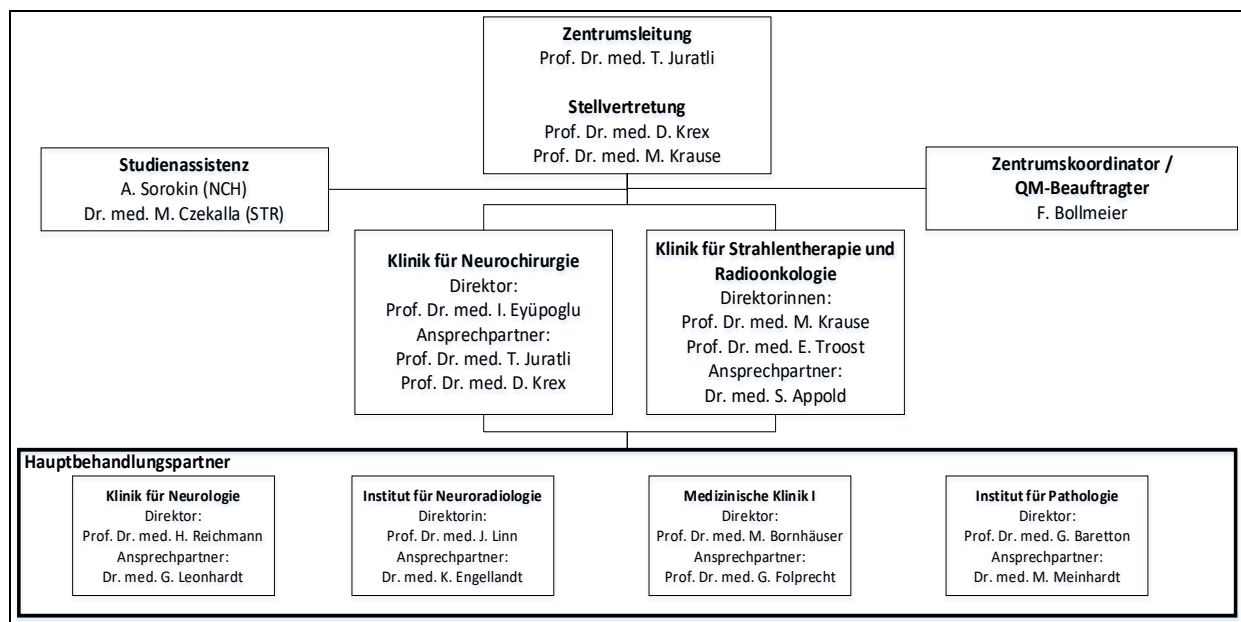 Zentrumsleitung
Prof. Dr. med. T. Juratli
Stellvertretung
Prof. Dr. med. D. Krex
Prof. Dr. med. M. Krause
Studienassistenz
A. Sorokin (NCH)
Dr. med. M. Czekalla (STR)
Zentrumskoordinator /
QM-Beauftragter
F. Bollmeier
Klinik für Neurochirurgie
Direktor:
Prof. Dr. med. I. Eyüpoglu
Ansprechpartner:
Prof. Dr. med. T. Juratli
Prof. Dr. med. D. Krex
Klinik für Strahlentherapie und
Radioonkologie
Direktorinnen:
Prof. Dr. med. M. Krause
Prof. Dr. med. E. Troost
Ansprechpartner:
Dr. med. S. Appold
Hauptbehandlungspartner
Klinik für Neurologie
Direktor:
Prof. Dr. med. H. Reichmann
Ansprechpartner:
Dr. med. G. Leonhardt
Institut für Neuroradiologie
Direktorin:
Prof. Dr. med. J. Linn
Ansprechpartner:
Dr. med. K. Engellandt
Medizinische Klinik I
Direktor:
Prof. Dr. med. M. Bornhäuser
Ansprechpartner:
Prof. Dr. med. G. Folprecht
Institut für Pathologie
Direktor:
Prof. Dr. med. G. Baretton
Ansprechpartner:
Dr. med. M. Meinhardt